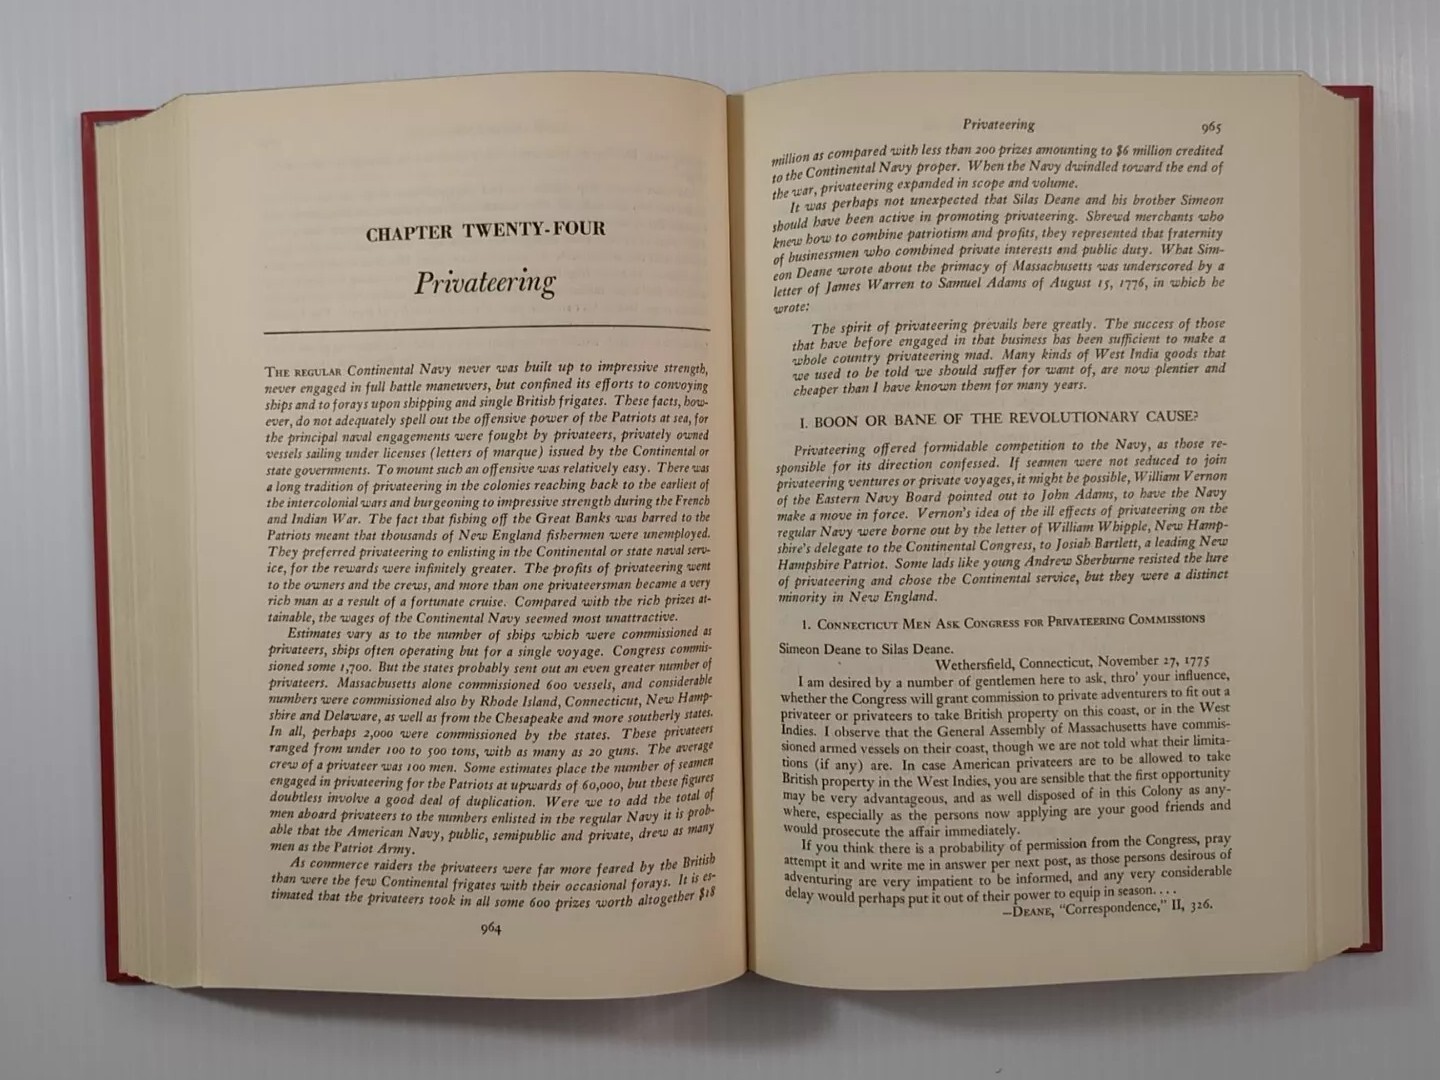 CHAPTER TWENTY-FOUR
Privateering
THE REGULAR Continental Navy never was built up to impressive strength,
never engaged in full battle maneuvers, but confined its efforts to convoying
ships and to forays upon shipping and single British frigates. These facts, how-
ever, do not adequately spell out the offensive power of the Patriots at sea, for
the principal naval engagements were fought by privateers, privately owned
vessels sailing under licenses (letters of marque) issued by the Continental or
state governments. To mount such an offensive was relatively easy. There was
a long tradition of privateering in the colonies reaching back to the earliest of
the intercolonial wars and burgeoning to impressive strength during the French
and Indian War. The fact that fishing off the Great Banks was barred to the
Patriots meant that thousands of New England fishermen were unemployed.
They preferred privateering to enlisting in the Continental or state naval serv-
ice, for the rewards were infinitely greater. The profits of privateering went
to the owners and the crews, and more than one privateersman became a very
rich man as a result of a fortunate cruise. Compared with the rich prizes at-
tainable, the wages of the Continental Navy seemed most unattractive.
Estimates vary as to the number of ships which were commissioned as
privateers, ships often operating but for a single voyage. Congress commis-
sioned some 1,700. But the states probably sent out an even greater number of
privateers. Massachusetts alone commissioned 600 vessels, and considerable
numbers were commissioned also by Rhode Island, Connecticut, New Hamp-
shire and Delaware, as well as from the Chesapeake and more southerly states.
In all, perhaps 2,000 were commissioned by the states. These privateers
ranged from under 100 to 500 tons, with as many as 20 guns. The average
crew of a privateer was 100 men. Some estimates place the number of seamen
engaged in privateering for the Patriots at upwards of 60,000, but these figures
doubtless involve a good deal of duplication. Were we to add the total of
men aboard privateers to the numbers enlisted in the regular Navy it is prob-
able that the American Navy, public, semipublic and private, drew as many
men as the Patriot Army.
As commerce raiders the privateers were far more feared by the British
than were the few Continental frigates with their occasional forays. It is es-
timated that the privateers took in all some 600 prizes worth altogether $18
964
Privateering 965
million as compared with less than 200 prizes amounting to $6 million credited
to the Continental Navy proper. When the Navy dwindled toward the end of
the war, privateering expanded in scope and volume.
It was perhaps not unexpected that Silas Deane and his brother Simeon
should have been active in promoting privateering. Shrewd merchants who
knew how to combine patriotism and profits, they represented that fraternity
of businessmen who combined private interests and public duty. What Sim-
eon Deane wrote about the primacy of Massachusetts was underscored by a
letter of James Warren to Samuel Adams of August 15, 1776, in which he
wrote:
The spirit of privateering prevails here greatly. The success of those
that have before engaged in that business has been sufficient to make a
whole country privateering mad. Many kinds of West India goods that
we used to be told we should suffer for want of, are now plentier and
cheaper than I have known them for many years.
I. BOON OR BANE OF THE REVOLUTIONARY CAUSE?
Privateering offered formidable competition to the Navy, as those re-
sponsible for its direction confessed. If seamen were not seduced to join
privateering ventures or private voyages, it might be possible, William Vernon
of the Eastern Navy Board pointed out to John Adams, to have the Navy
make a move in force. Vernon's idea of the ill effects of privateering on the
regular Navy were borne out by the letter of William Whipple, New Hamp-
shire's delegate to the Continental Congress, to Josiah Bartlett, a leading New
Hampshire Patriot. Some lads like young Andrew Sherburne resisted the lure
of privateering and chose the Continental service, but they were a distinct
minority in New England.
1. CONNECTICUT MEN ASK CONGRESS FOR PRIVATEERING COMMISSIONS
Simeon Deane to Silas Deane.
Wethersfield, Connecticut, November 27, 1775
I am desired by a number of gentlemen here to ask, thro' your influence,
whether the Congress will grant commission to private adventurers to fit out a
privateer or privateers to take British property on this coast, or in the West
Indies. I observe that the General Assembly of Massachusetts have commis-
sioned armed vessels on their coast, though we are not told what their limita-
tions (if any) are. In case American privateers are to be allowed to take
British property in the West Indies, you are sensible that the first opportunity
may be very advantageous, and as well disposed of in this Colony as any-
where, especially as the persons now applying are your good friends and
would prosecute the affair immediately.
If you think there is a probability of permission from the Congress, pray
attempt it and write me in answer per next post, as those persons desirous of
adventuring are very impatient to be informed, and any very considerable
delay would perhaps put it out of their power to equip in season. . . .
—DEANE, "Correspondence," II, 326.